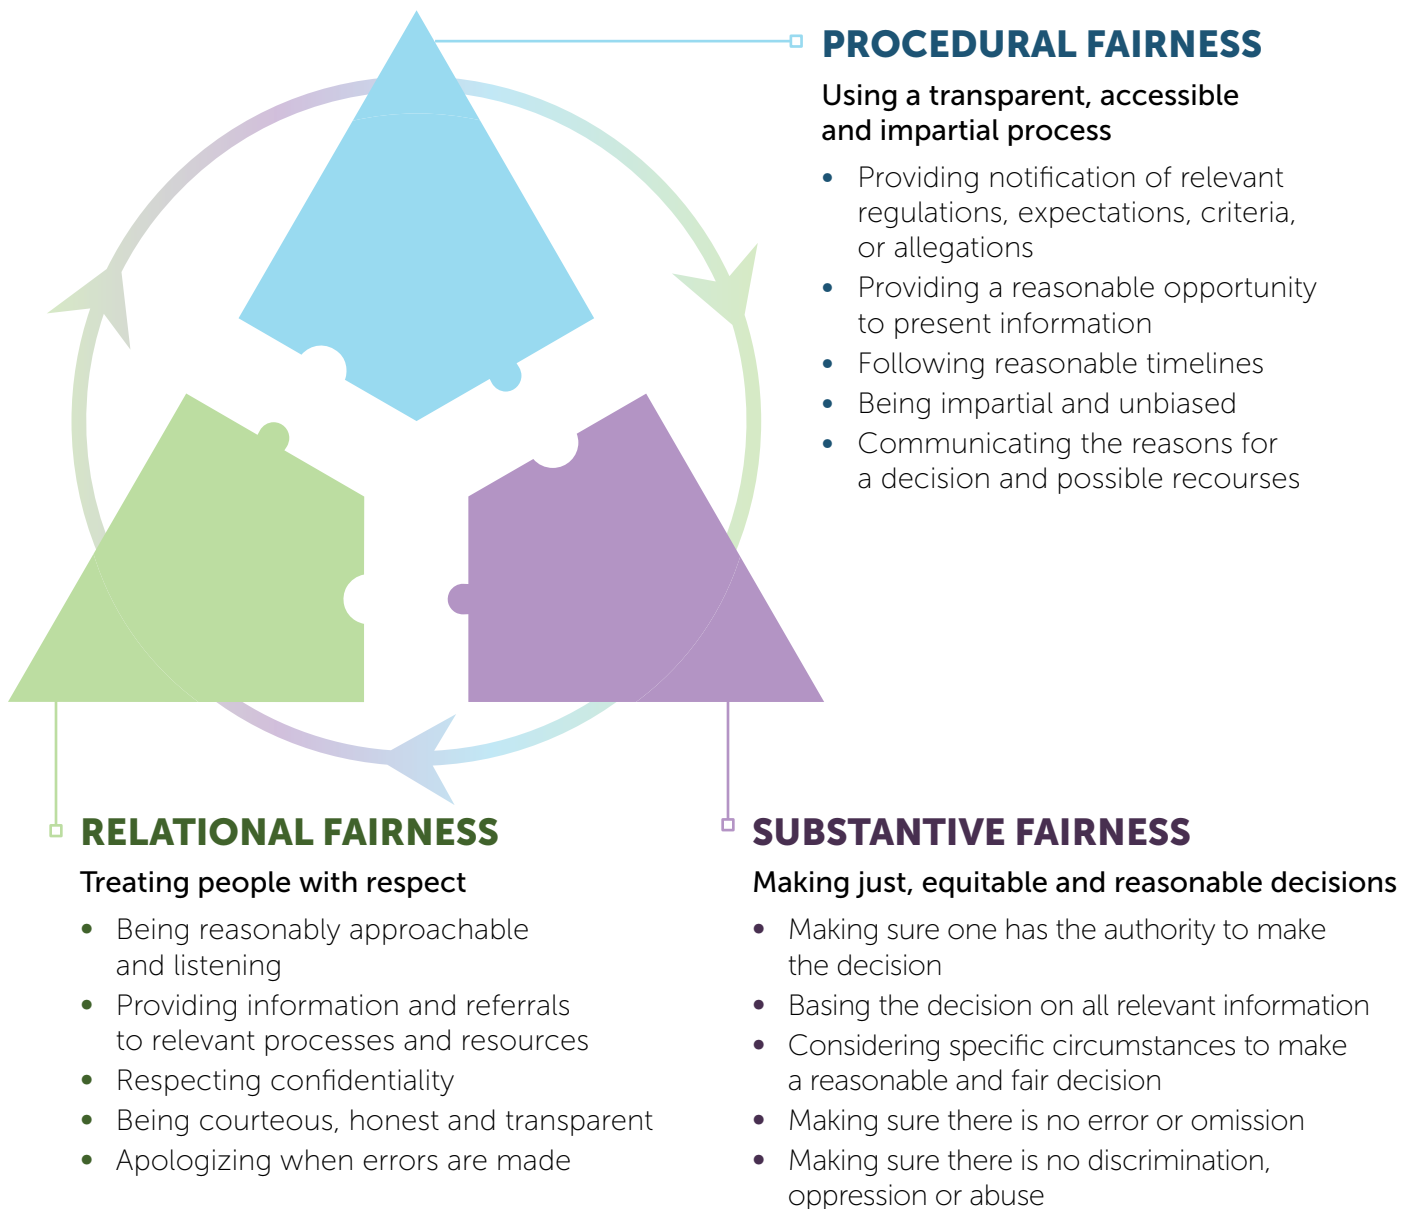 PROCEDURAL FAIRNESS
Using a transparent, accessible
and impartial process
• Providing notification of relevant
regulations, expectations, criteria,
or allegations
• Providing a reasonable opportunity
to present information
• Following reasonable timelines
• Being impartial and unbiased
• Communicating the reasons for
a decision and possible recourses
RELATIONAL FAIRNESS
Treating people with respect
• Being reasonably approachable
and listening
• Providing information and referrals
to relevant processes and resources
• Respecting confidentiality
• Being courteous, honest and transparent
• Apologizing when errors are made
SUBSTANTIVE FAIRNESS
Making just, equitable and reasonable decisions
• Making sure one has the authority to make
the decision
• Basing the decision on all relevant information
• Considering specific circumstances to make
a reasonable and fair decision
• Making sure there is no error or omission
• Making sure there is no discrimination,
oppression or abuse